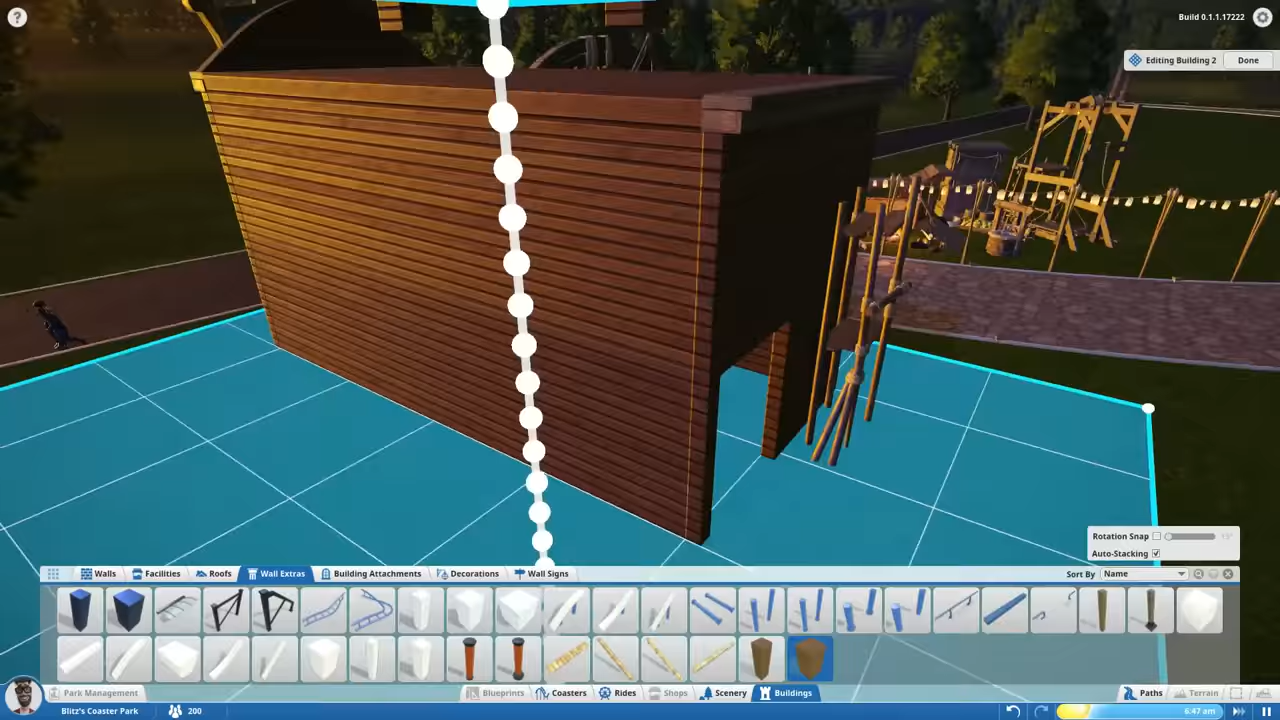 ?
Build 0.1.1.17222
Editing Building 2 Done
Rotation Snap 15°
Auto-Stacking
Walls Facilities Roofs Wall Extras Building Attachments Decorations Wall Signs Sort By Name
Park Management Blueprints Coasters Rides Shops Scenery Buildings Paths Terrain
Blitz's Coaster Park 200 6:47 am